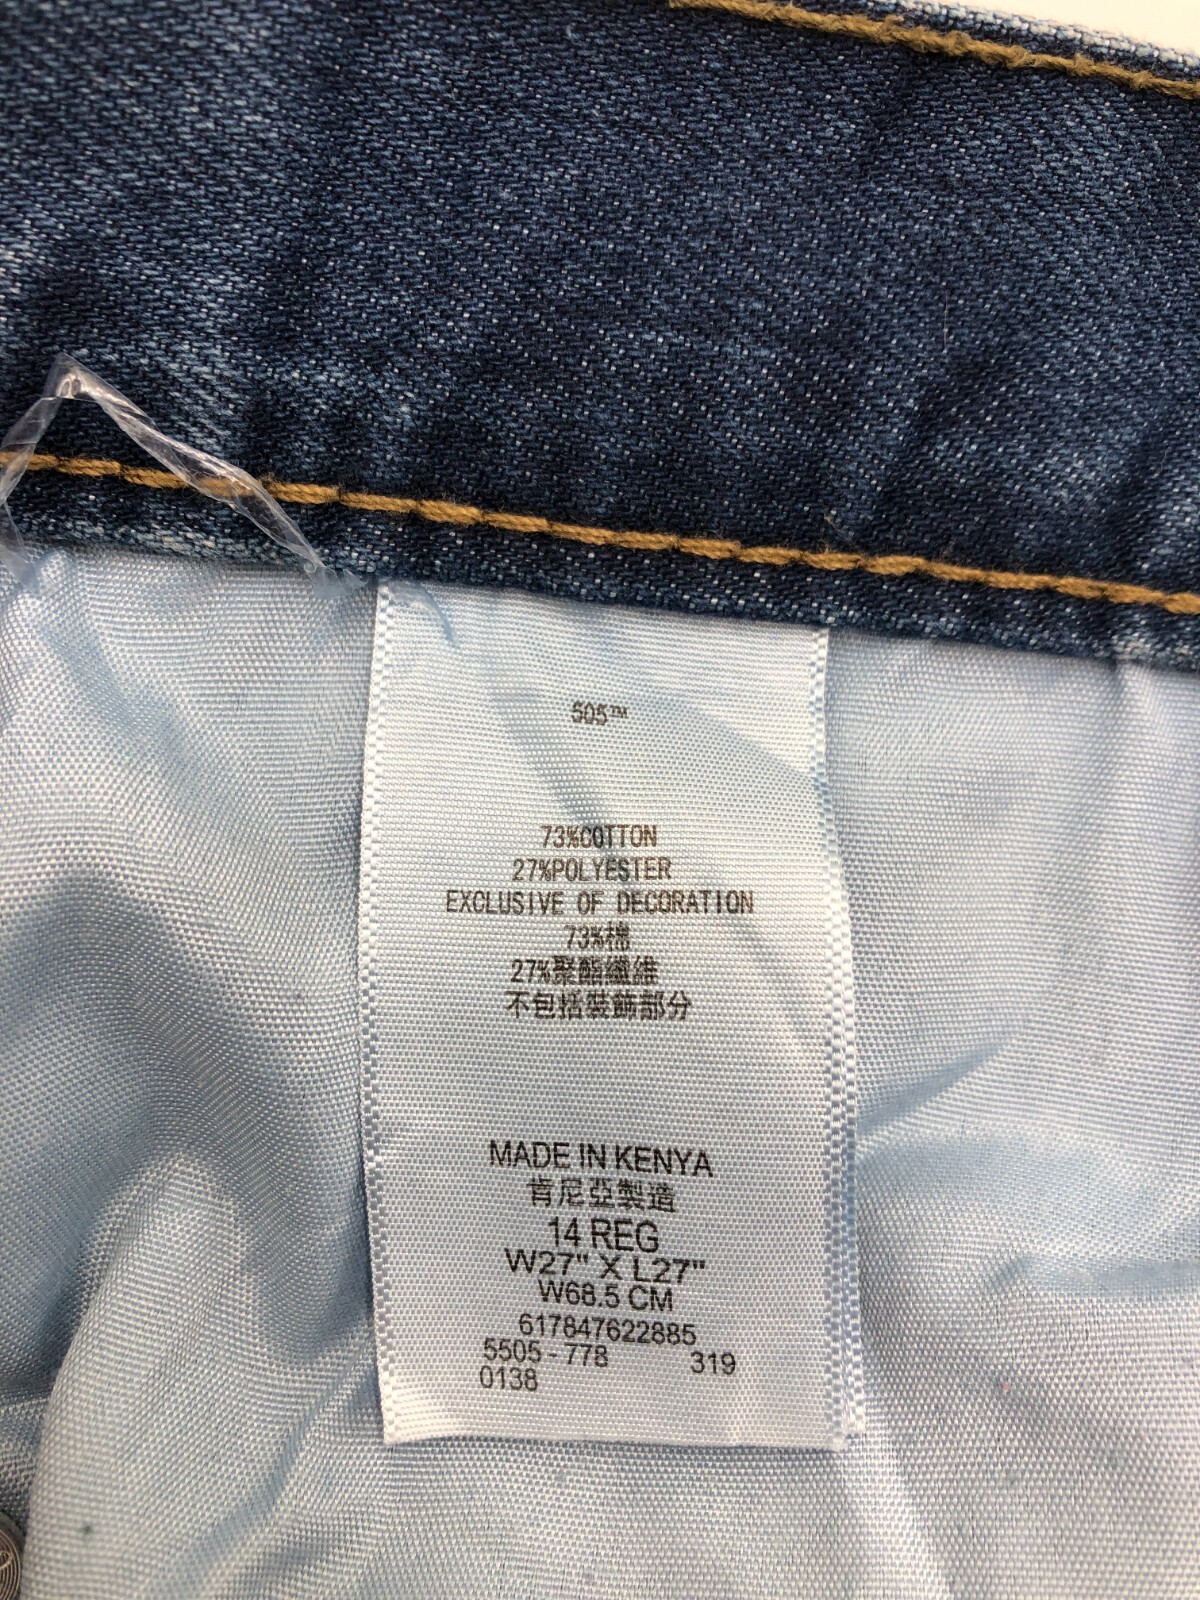 505™
73%COTTON
27%POLYESTER
EXCLUSIVE OF DECORATION
73%棉
27%聚酯纖維
不包括裝飾部分
MADE IN KENYA
肯尼亞製造
14 REG
W27" X L27"
W68.5 CM
617847622885
5505 - 778 319
0138